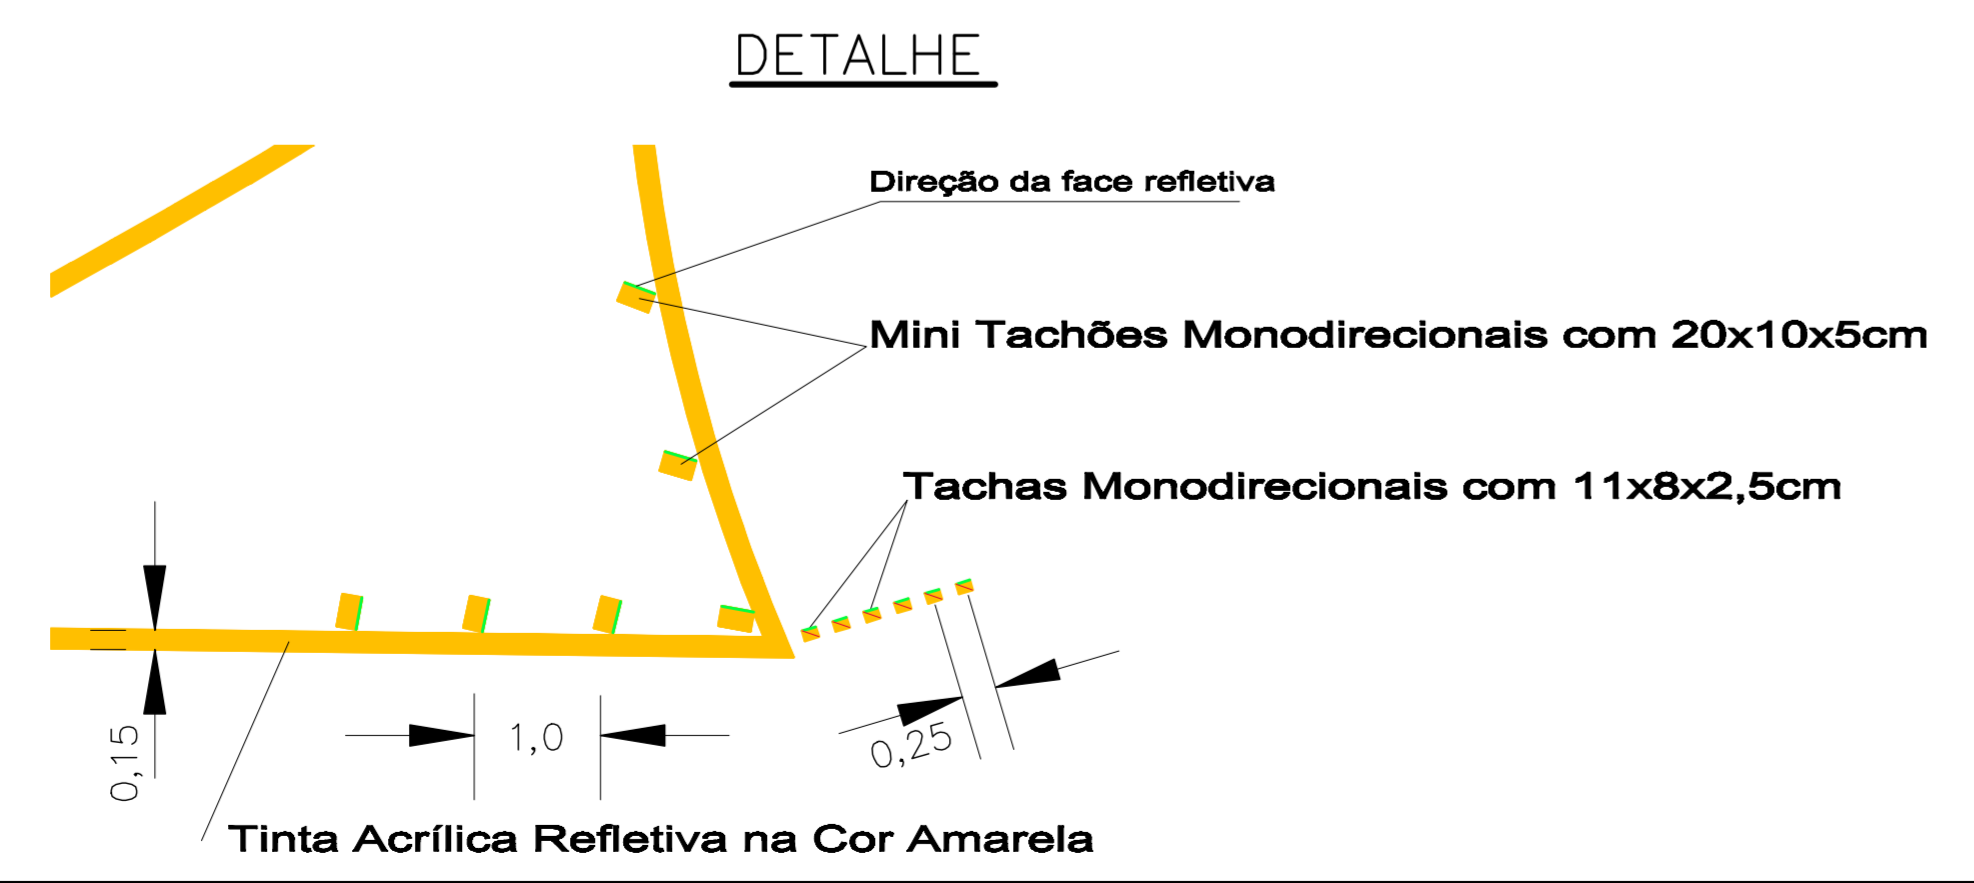 DETALHE
Direção da face refletiva
Mini Tachões Monodirecionais com 20x10x5cm
Tachas Monodirecionais com 11x8x2,5cm
0,15
1,0
0,25
Tinta Acrílica Refletiva na Cor Amarela